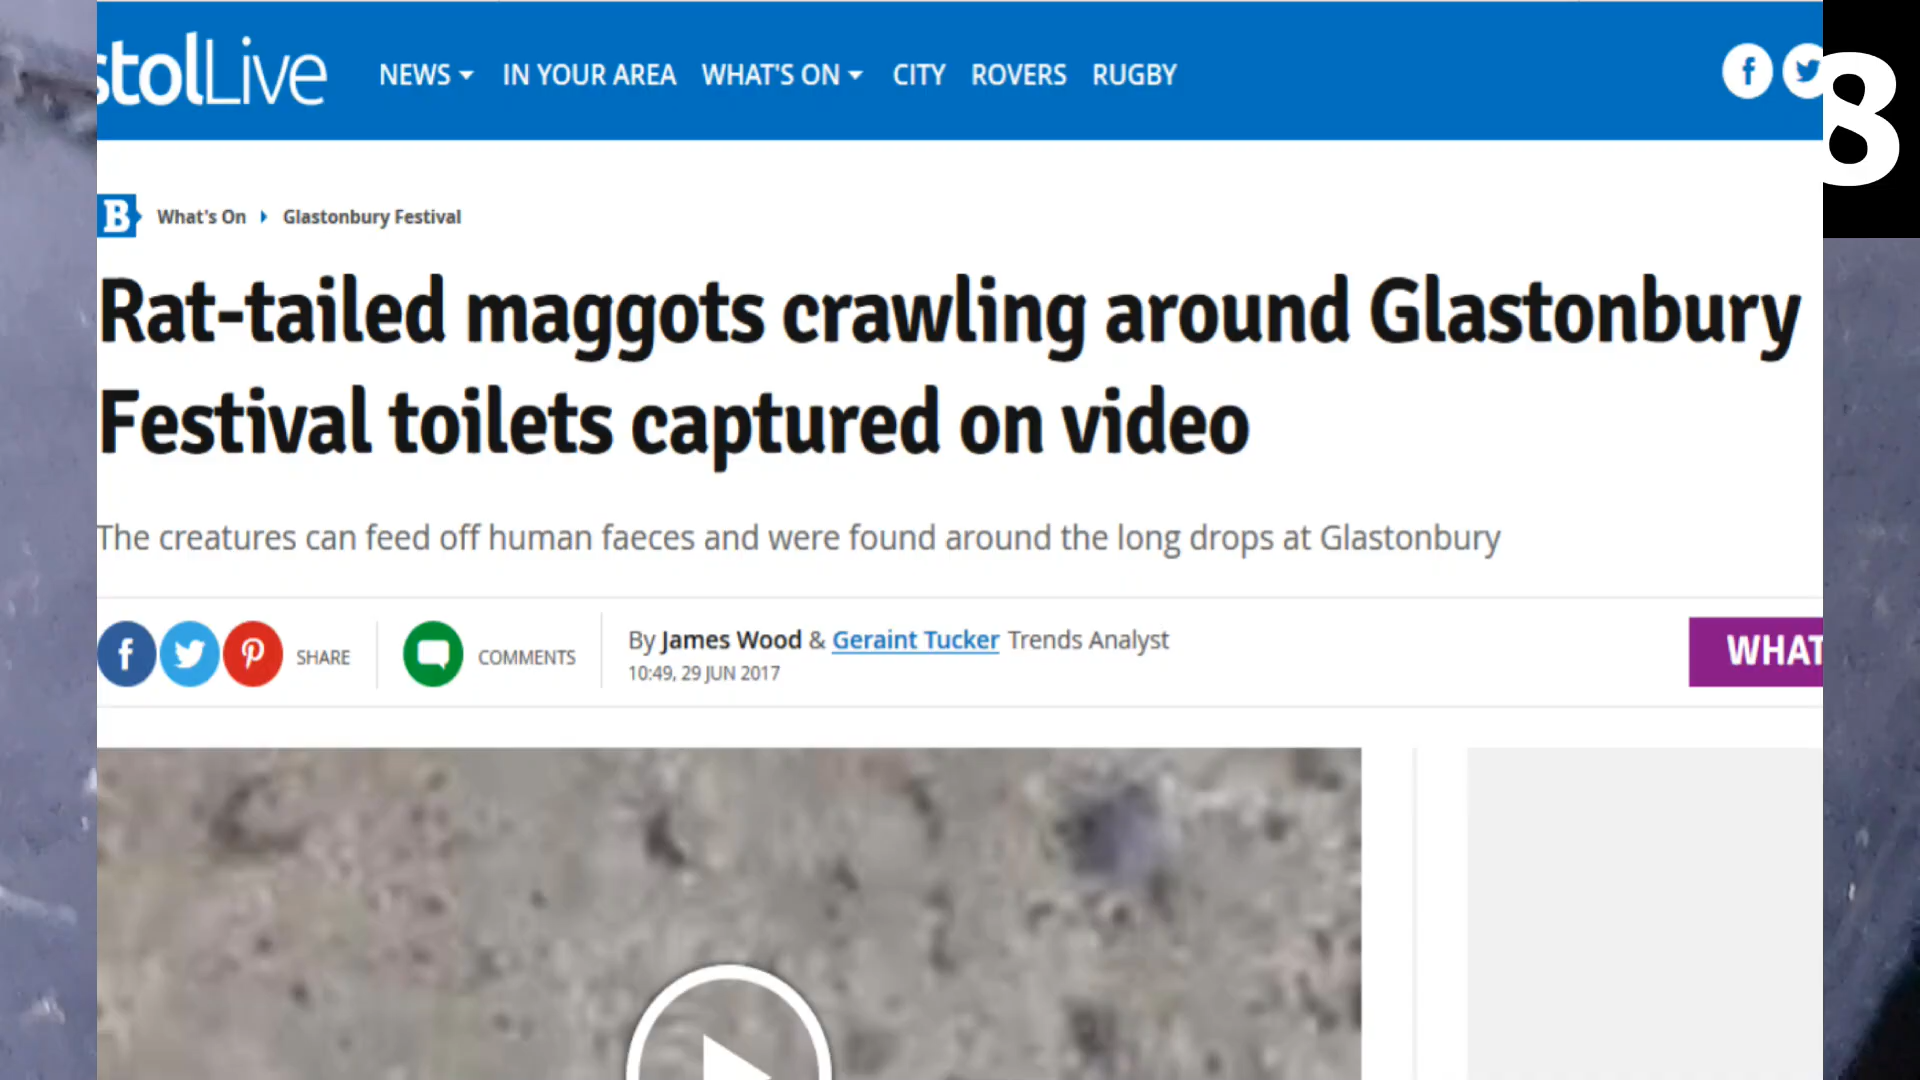 stolLive NEWS IN YOUR AREA WHAT'S ON CITY ROVERS RUGBY
8
B What's On Glastonbury Festival
Rat-tailed maggots crawling around Glastonbury
Festival toilets captured on video
The creatures can feed off human faeces and were found around the long drops at Glastonbury
SHARE COMMENTS By James Wood & Geraint Tucker Trends Analyst
10:49, 29 JUN 2017
WHAT